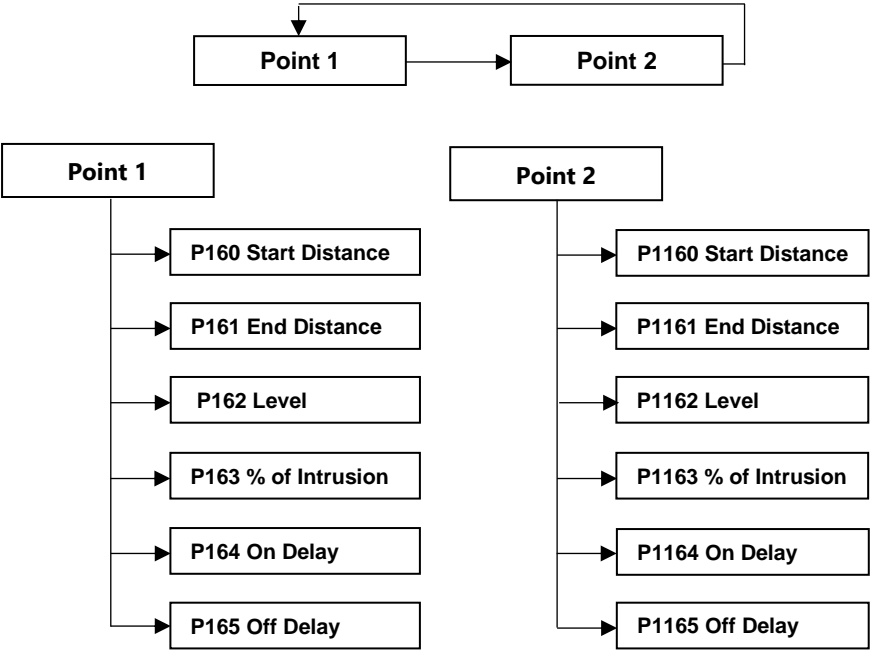 Point 1
Point 2
Point 1
P160 Start Distance
P161 End Distance
P162 Level
P163 % of Intrusion
P164 On Delay
P165 Off Delay
Point 2
P1160 Start Distance
P1161 End Distance
P1162 Level
P1163 % of Intrusion
P1164 On Delay
P1165 Off Delay